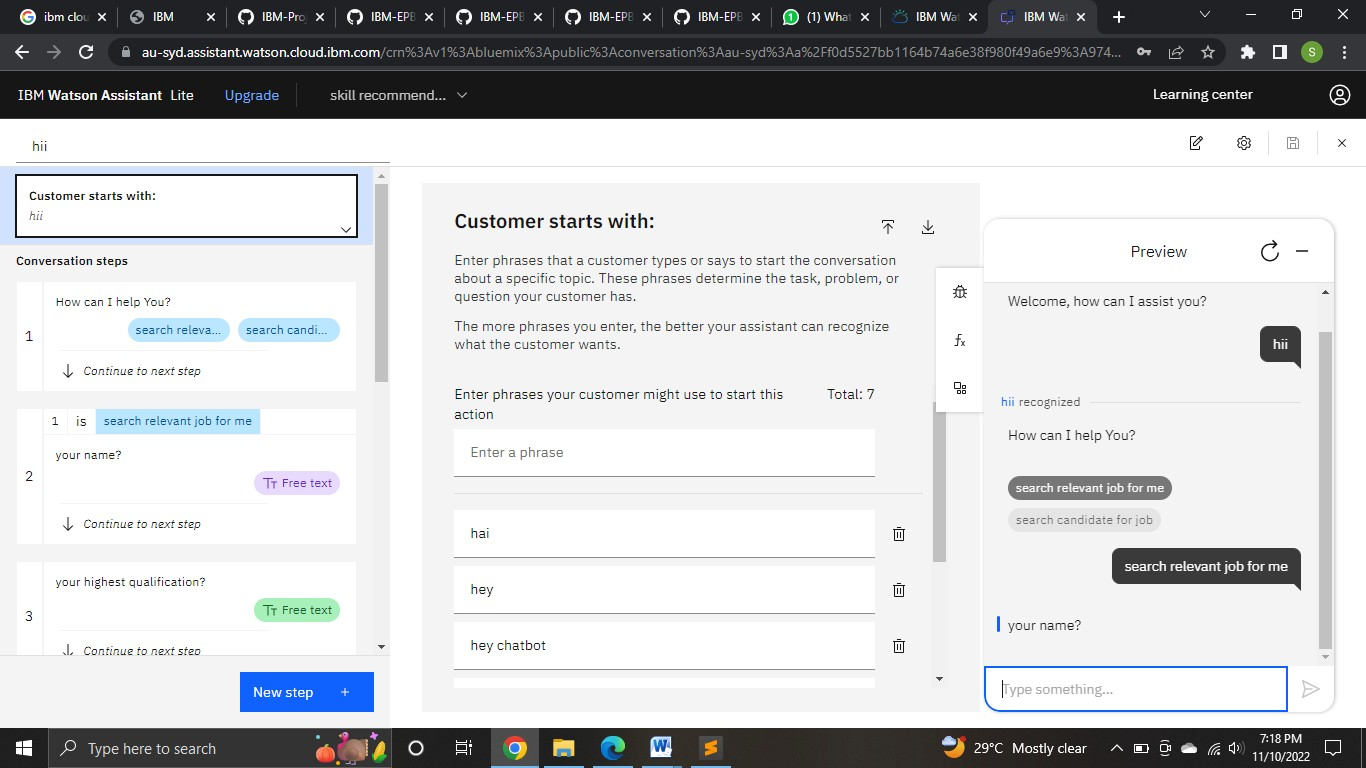 ibm clou
IBM
IBM-Proj
IBM-EPB
IBM-EPB
IBM-EPB
IBM-EPB
(1) What
IBM Wat
IBM Wat
au-syd.assistant.watson.cloud.ibm.com/crn%3Av1%3Abluemix%3Apublic%3Aconversation%3Aau-syd%3Aa%2Ff0d5527bb1164b74a6e38f980f49a6e9%3A974...
S
IBM Watson Assistant Lite
Upgrade
skill recommend...
Learning center
hii
Customer starts with:
hii
Conversation steps
1
How can I help You?
search releva...
search candi...
Continue to next step
2
1 is search relevant job for me
your name?
Free text
Continue to next step
3
your highest qualification?
Free text
Continue to next step
New step +
Customer starts with:
Enter phrases that a customer types or says to start the conversation
about a specific topic. These phrases determine the task, problem, or
question your customer has.
The more phrases you enter, the better your assistant can recognize
what the customer wants.
Enter phrases your customer might use to start this
action
Total: 7
Enter a phrase
hai
hey
hey chatbot
fx
Preview
Welcome, how can I assist you?
hii
hii recognized
How can I help You?
search relevant job for me
search candidate for job
search relevant job for me
your name?
Type something...
Type here to search
29°C Mostly clear
7:18 PM
11/10/2022